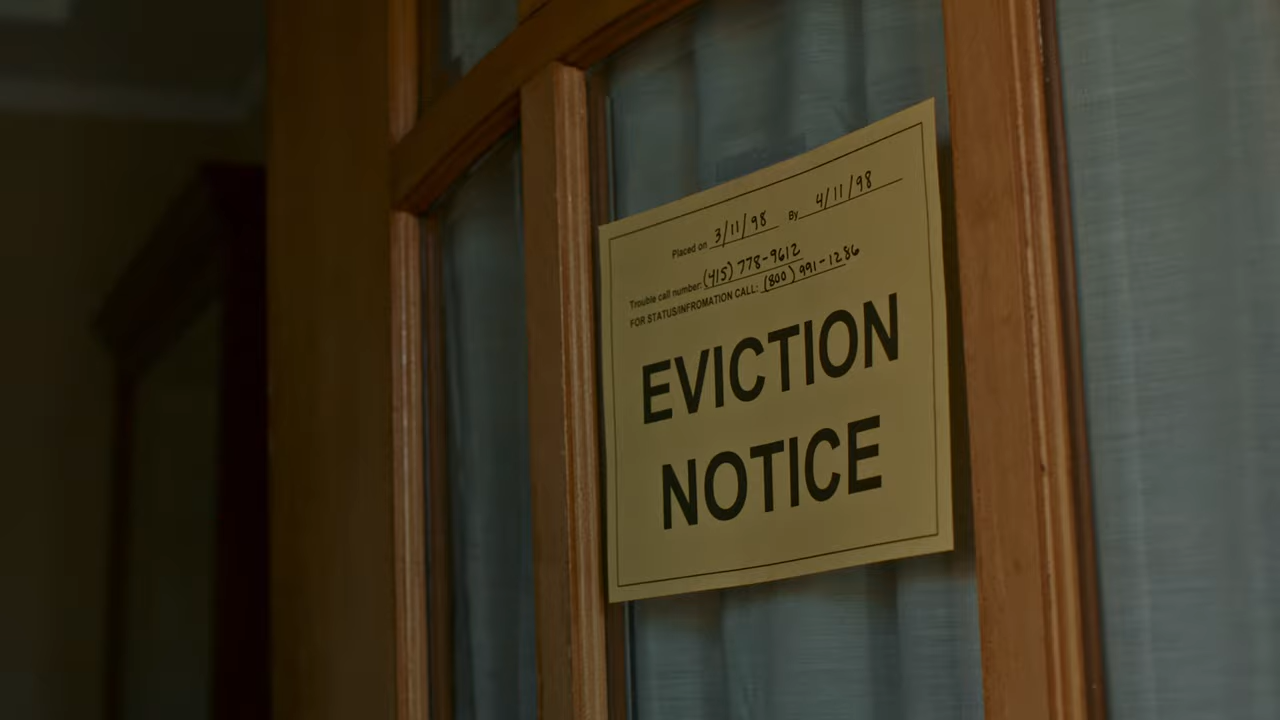 Placed on 3/11/98 By 4/11/98
Trouble call number: (415) 778-9612
FOR STATUS/INFROMATION CALL: (800) 991-1286
EVICTION
NOTICE